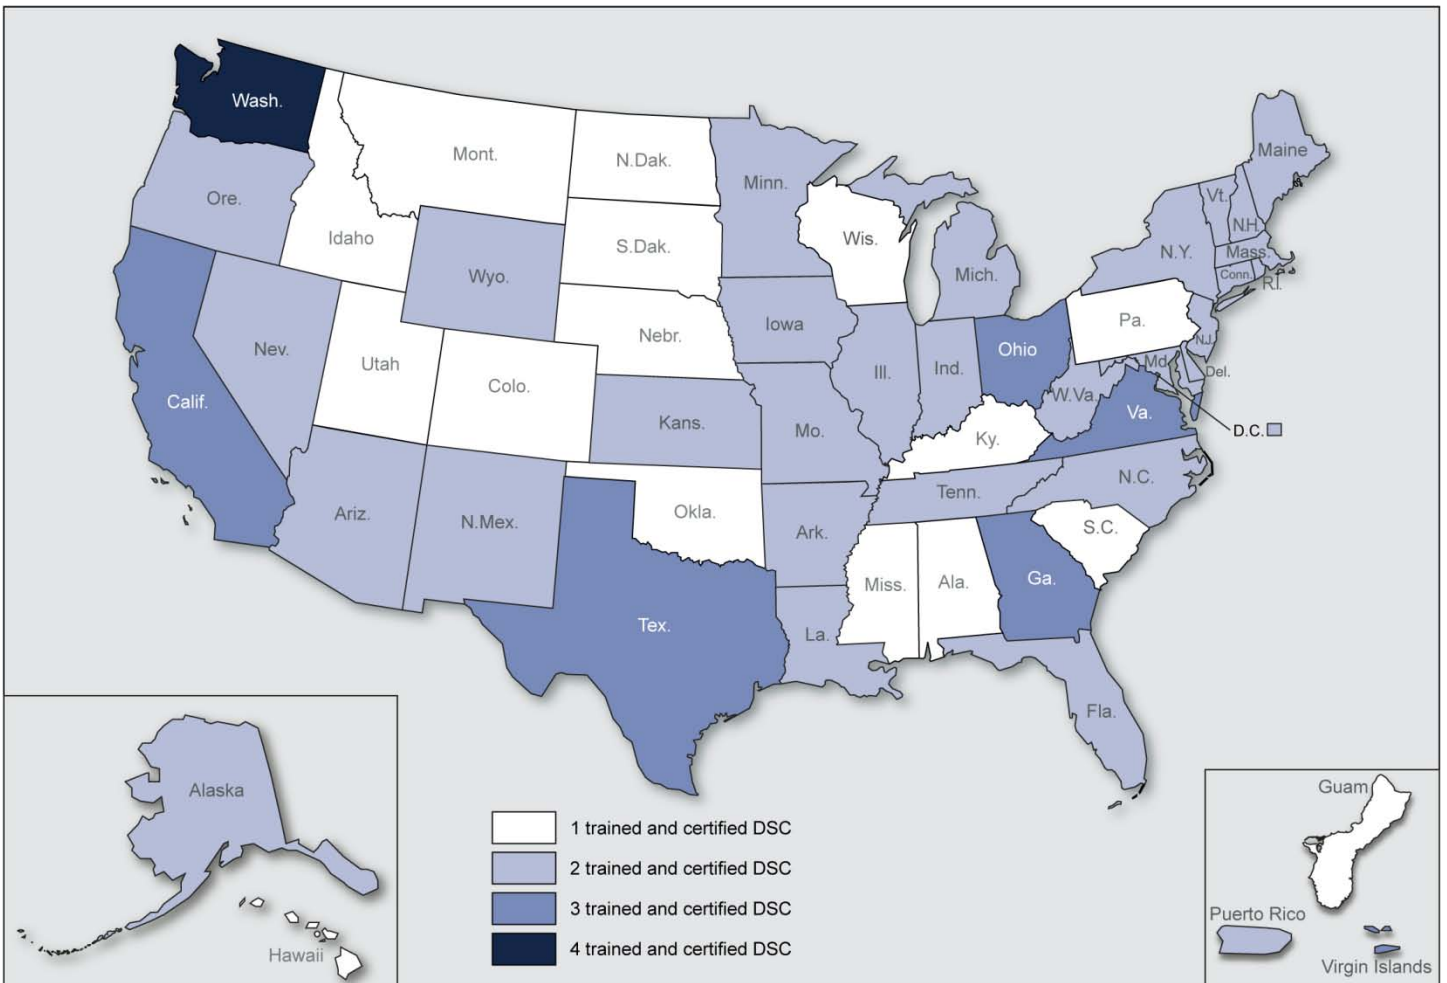 Wash.
Mont.
N.Dak.
Minn.
Maine
Vt.
N.H.
Ore.
Idaho
S.Dak.
Wis.
Mich.
N.Y.
Mass.
Conn.
R.I.
Wyo.
Nebr.
Iowa
Pa.
N.J.
Nev.
Utah
Colo.
Ill.
Ind.
Ohio
Md.
Del.
W.Va.
Va.
D.C.
Calif.
Kans.
Mo.
Ky.
Ariz.
N.Mex.
Okla.
Ark.
Tenn.
N.C.
S.C.
Tex.
La.
Miss.
Ala.
Ga.
Fla.
Alaska
Hawaii
1 trained and certified DSC
2 trained and certified DSC
3 trained and certified DSC
4 trained and certified DSC
Guam
Puerto Rico
Virgin Islands